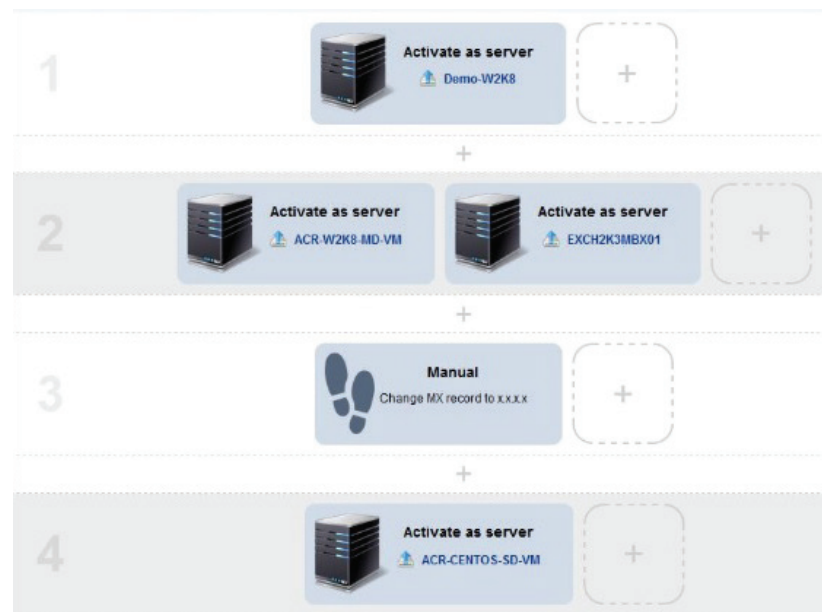 1
Activate as server
Demo-W2K8
+
+
2
Activate as server
ACR-W2K8-MD-VM
Activate as server
EXCH2K3MBX01
+
+
3
Manual
Change MX record to x.x.x.x
+
+
4
Activate as server
ACR-CENTOS-SD-VM
+